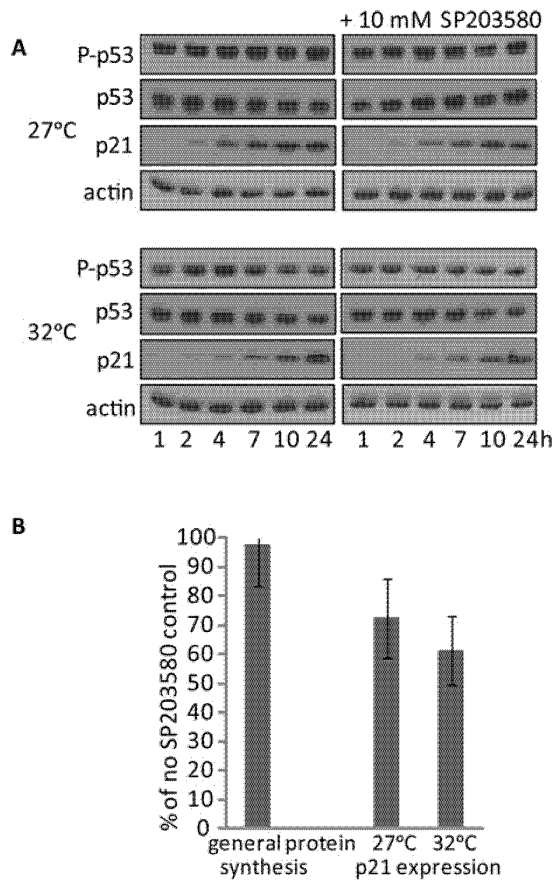 + 10 mM SP203580
A
P-p53
p53
27°C
p21
actin
P-p53
p53
32°C
p21
actin
1 2 4 7 10 24 1 2 4 7 10 24h
B
% of no SP203580 control
100
90
80
70
60
50
40
30
20
10
0
general protein synthesis
27°C 32°C
p21 expression